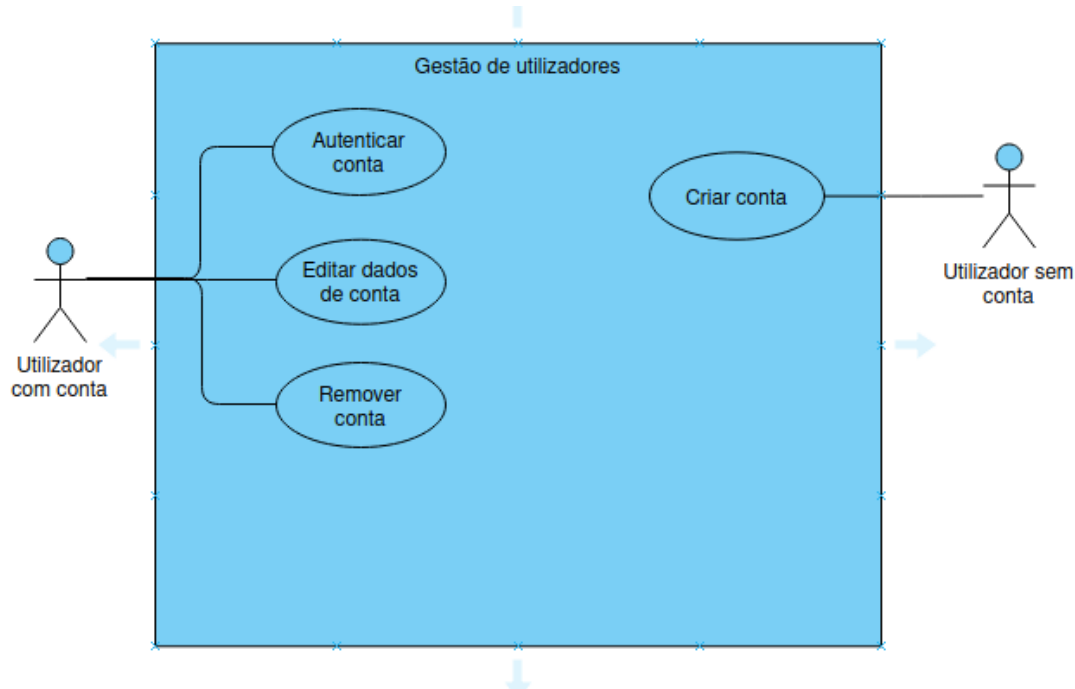 Gestão de utilizadores
Autenticar
conta
Criar conta
Editar dados
de conta
Utilizador sem
conta
Utilizador
com conta
Remover
conta